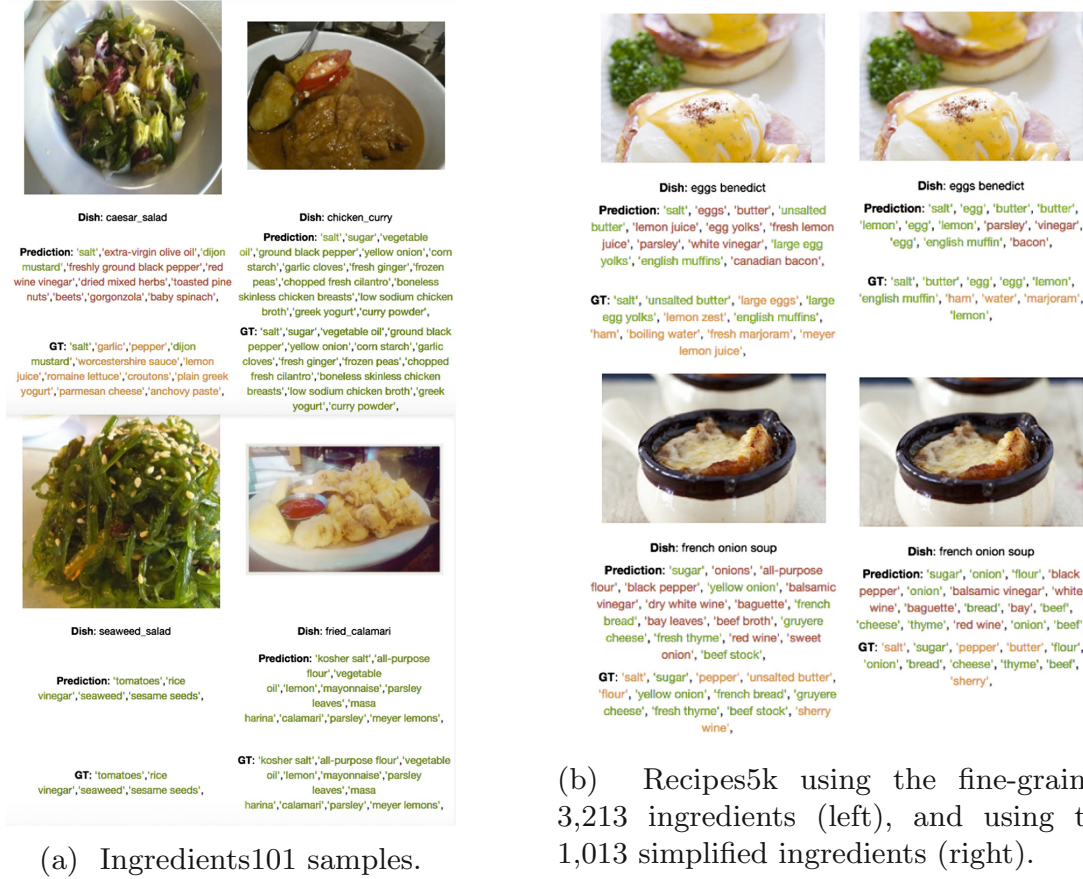 Dish: caesar_salad
Prediction: 'salt','extra-virgin olive oil','dijon
mustard','freshly ground black pepper','red
wine vinegar','dried mixed herbs','toasted pine
nuts','beets','gorgonzola','baby spinach',
GT: 'salt','garlic','pepper','dijon
mustard','worcestershire sauce','lemon
juice','romaine lettuce','croutons','plain greek
yogurt','parmesan cheese','anchovy paste',
Dish: chicken_curry
Prediction: 'salt','sugar','vegetable
oil','ground black pepper','yellow onion','corn
starch','garlic cloves','fresh ginger','frozen
peas','chopped fresh cilantro','boneless
skinless chicken breasts','low sodium chicken
broth','greek yogurt','curry powder',
GT: 'salt','sugar','vegetable oil','ground black
pepper','yellow onion','corn starch','garlic
cloves','fresh ginger','frozen peas','chopped
fresh cilantro','boneless skinless chicken
breasts','low sodium chicken broth','greek
yogurt','curry powder',
Dish: seaweed_salad
Prediction: 'tomatoes','rice
vinegar','seaweed','sesame seeds',
GT: 'tomatoes','rice
vinegar','seaweed','sesame seeds',
Dish: fried_calamari
Prediction: 'kosher salt','all-purpose
flour','vegetable
oil','lemon','mayonnaise','parsley
leaves','masa
harina','calamari','parsley','meyer lemons',
GT: 'kosher salt','all-purpose flour','vegetable
oil','lemon','mayonnaise','parsley
leaves','masa
harina','calamari','parsley','meyer lemons',
(a) Ingredients101 samples.
Dish: eggs benedict
Prediction: 'salt', 'eggs', 'butter', 'unsalted
butter', 'lemon juice', 'egg yolks', 'fresh lemon
juice', 'parsley', 'white vinegar', 'large egg
yolks', 'english muffins', 'canadian bacon',
GT: 'salt', 'unsalted butter', 'large eggs', 'large
egg yolks', 'lemon zest', 'english muffins',
'ham', 'boiling water', 'fresh marjoram', 'meyer
lemon juice',
Dish: eggs benedict
Prediction: 'salt', 'egg', 'butter', 'butter',
'lemon', 'egg', 'lemon', 'parsley', 'vinegar',
'egg', 'english muffin', 'bacon',
GT: 'salt', 'butter', 'egg', 'egg', 'lemon',
'english muffin', 'ham', 'water', 'marjoram',
'lemon',
Dish: french onion soup
Prediction: 'sugar', 'onions', 'all-purpose
flour', 'black pepper', 'yellow onion', 'balsamic
vinegar', 'dry white wine', 'baguette', 'french
bread', 'bay leaves', 'beef broth', 'gruyere
cheese', 'fresh thyme', 'red wine', 'sweet
onion', 'beef stock',
GT: 'salt', 'sugar', 'pepper', 'unsalted butter',
'flour', 'yellow onion', 'french bread', 'gruyere
cheese', 'fresh thyme', 'beef stock', 'sherry
wine',
Dish: french onion soup
Prediction: 'sugar', 'onion', 'flour', 'black
pepper', 'onion', 'balsamic vinegar', 'white
wine', 'baguette', 'bread', 'bay', 'beef',
'cheese', 'thyme', 'red wine', 'onion', 'beef'
GT: 'salt', 'sugar', 'pepper', 'butter', 'flour',
'onion', 'bread', 'cheese', 'thyme', 'beef',
'sherry',
(b) Recipes5k using the fine-grain
3,213 ingredients (left), and using t
1,013 simplified ingredients (right).